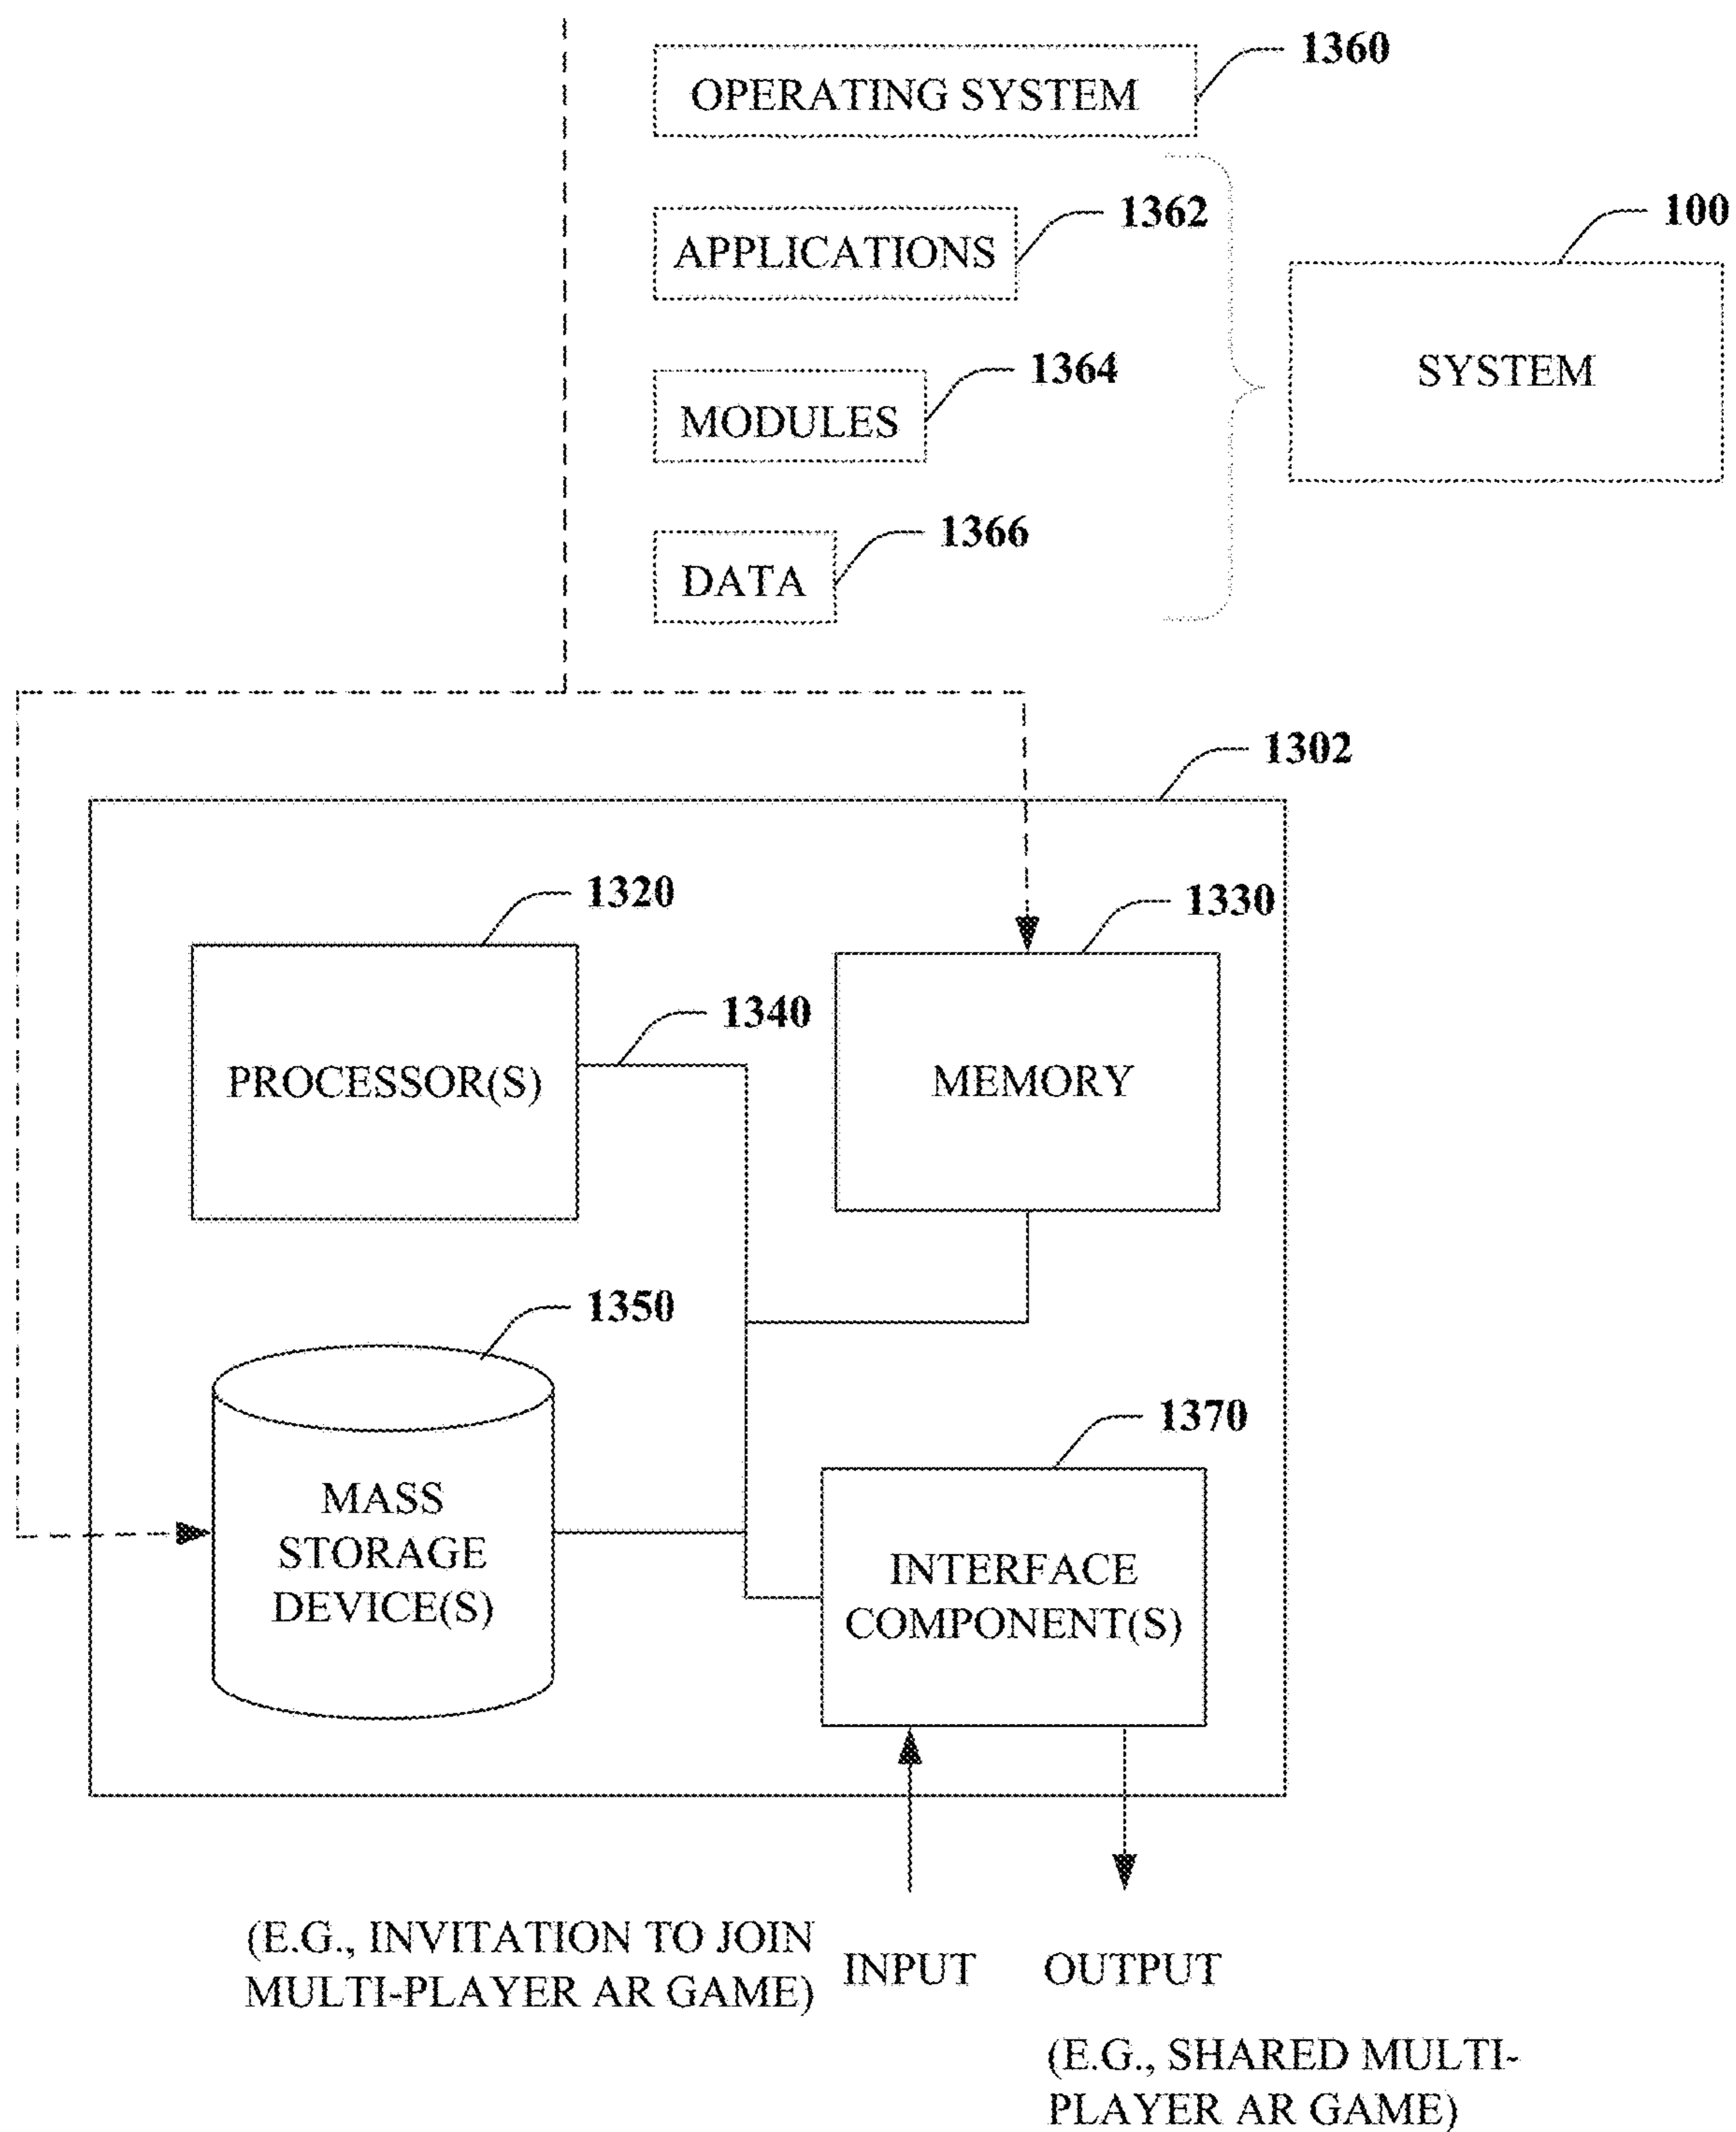 1360
OPERATING SYSTEM
1362
APPLICATIONS
100
SYSTEM
1364
MODULES
1366
DATA
1302
1320
PROCESSOR(S)
1330
MEMORY
1340
1350
MASS
STORAGE
DEVICE(S)
1370
INTERFACE
COMPONENT(S)
(E.G., INVITATION TO JOIN
MULTI-PLAYER AR GAME)
INPUT
OUTPUT
(E.G., SHARED MULTI-
PLAYER AR GAME)